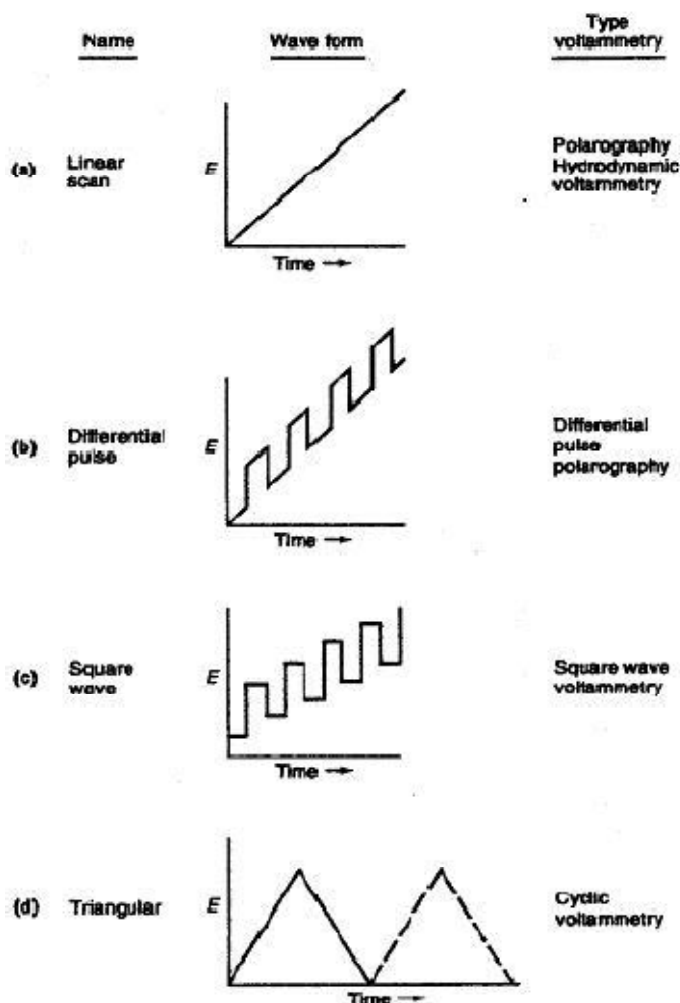 Name
Wave form
Type
voltammetry
(a)
Linear
scan
E
Time →
Polarography
Hydrodynamic
voltammetry
(b)
Differential
pulse
E
Time →
Differential
pulse
polarography
(c)
Square
wave
E
Time →
Square wave
voltammetry
(d)
Triangular
E
Time →
Cyclic
voltammetry